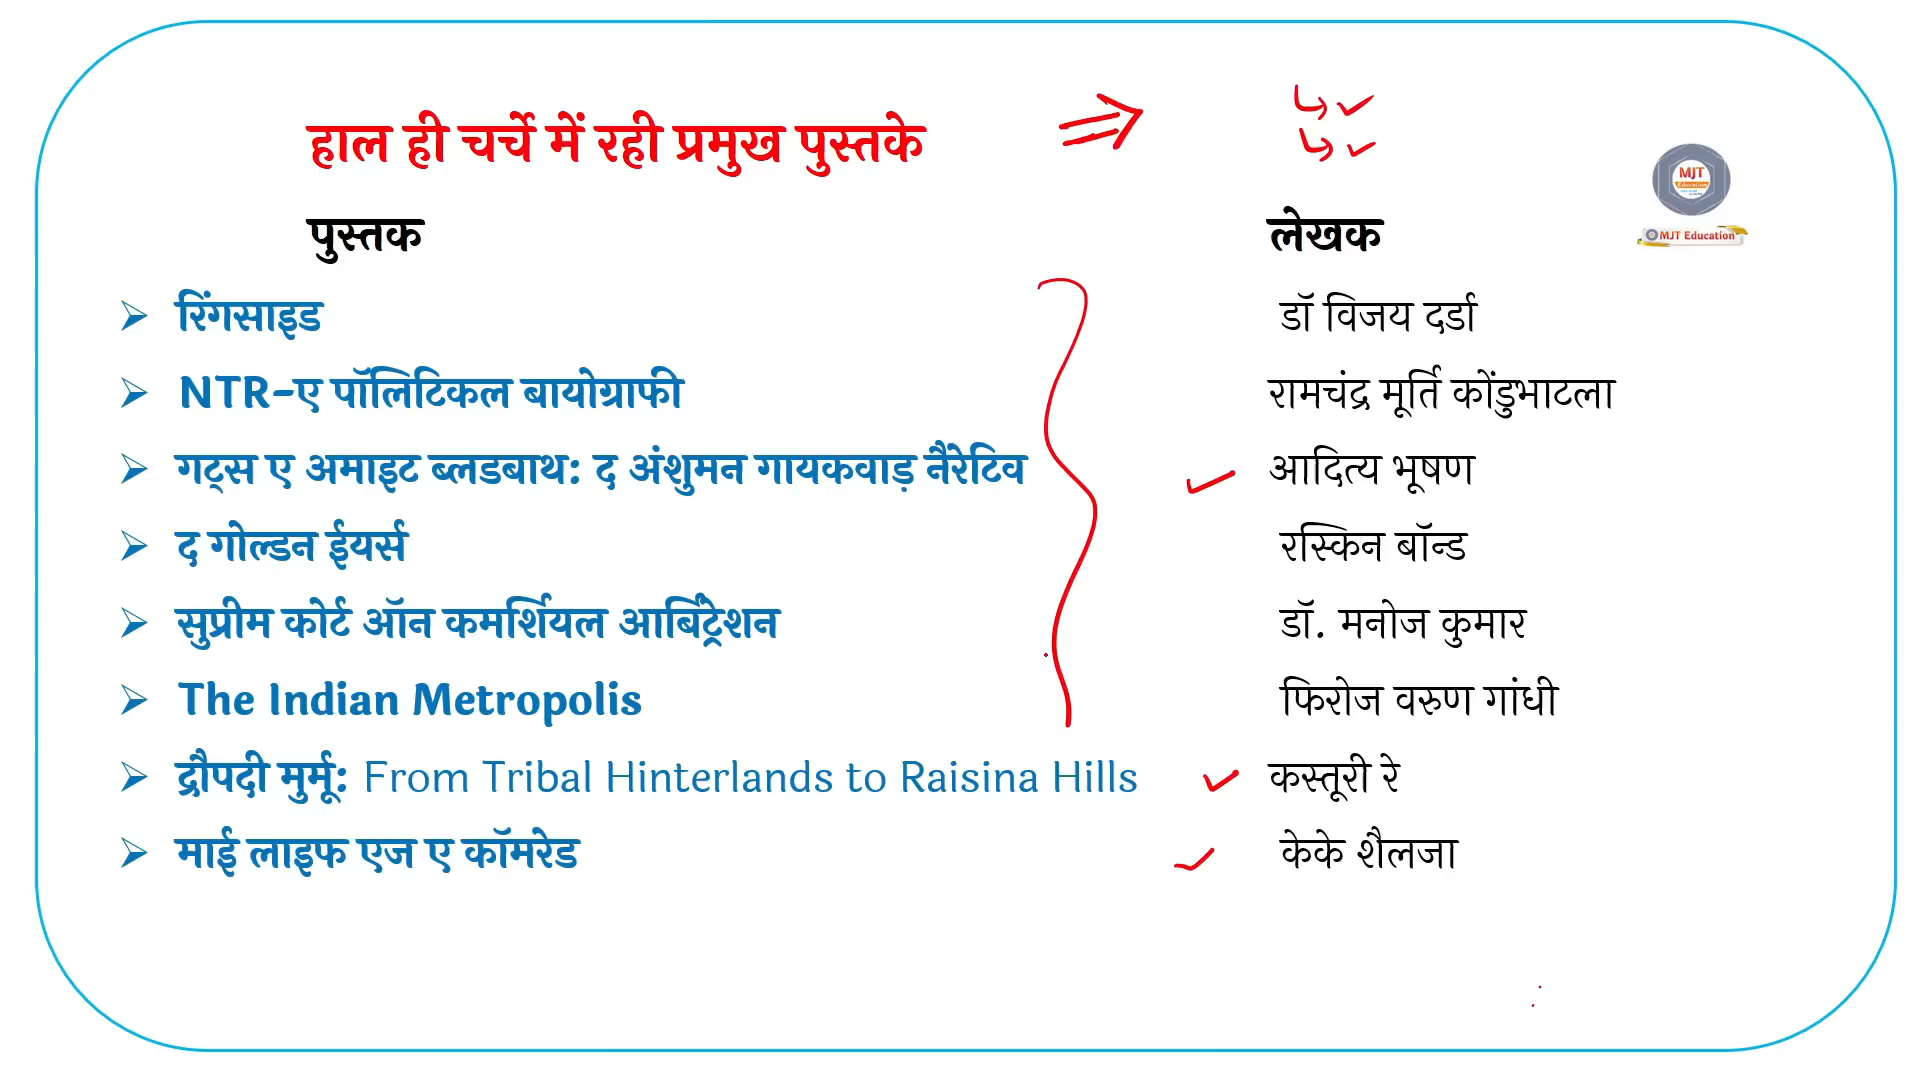 हाल ही चर्चे में रही प्रमुख पुस्तके
MJT
Education
MJT Education
पुस्तक लेखक
रिंगसाइड डॉ विजय दर्डा
NTR-ए पॉलिटिकल बायोग्राफी रामचंद्र मूर्ति कोंडुभाटला
गट्स ए अमाइट ब्लडबाथ: द अंशुमन गायकवाड़ नैरेटिव आदित्य भूषण
द गोल्डन ईयर्स रस्किन बॉन्ड
सुप्रीम कोर्ट ऑन कमर्शियल आर्बिट्रेशन डॉ. मनोज कुमार
The Indian Metropolis फिरोज वरुण गांधी
द्रौपदी मुर्मू: From Tribal Hinterlands to Raisina Hills कस्तूरी रे
माई लाइफ एज ए कॉमरेड केके शैलजा